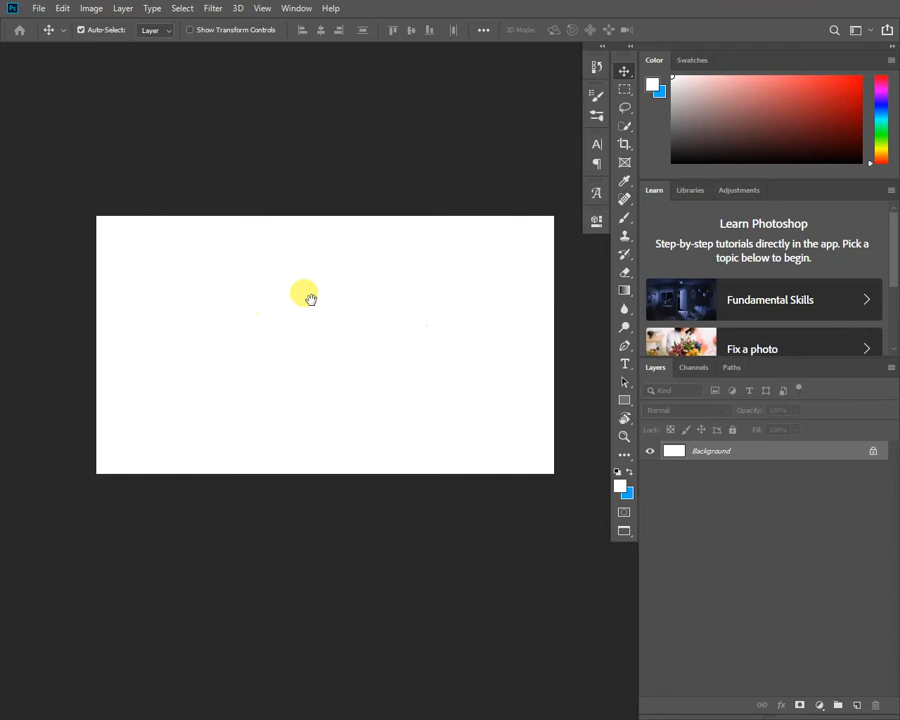 Ps File Edit Image Layer Type Select Filter 3D View Window Help
Auto-Select: Layer Show Transform Controls 3D Mode:
Color Swatches
Learn Libraries Adjustments
Learn Photoshop
Step-by-step tutorials directly in the app. Pick a
topic below to begin.
Fundamental Skills
Fix a photo
Layers Channels Paths
Kind
Normal Opacity: 100%
Lock: Fill: 100%
Background
fx